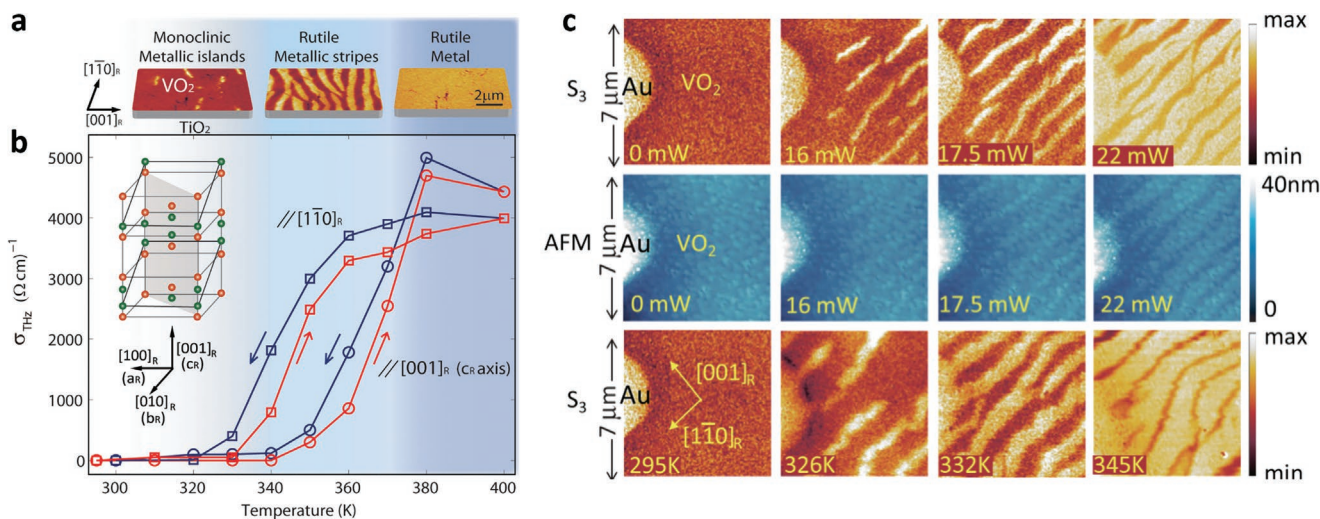 a
Monoclinic
Metallic islands
Rutile
Metallic stripes
Rutile
Metal
[11̅0]R
[001]R
VO2
2μm
TiO2
b
5000
4000
3000
2000
1000
0
σTHz (Ω cm)⁻¹
300
320
340
360
380
400
Temperature (K)
//[11̅0]R
//[001]R (cR axis)
[001]R
(cR)
[100]R
(aR)
[010]R
(bR)
c
S3
7 μm
Au
VO2
0 mW
16 mW
17.5 mW
22 mW
max
min
AFM
7 μm
Au
VO2
0 mW
16 mW
17.5 mW
22 mW
40nm
0
S3
7 μm
Au
[001]R
[11̅0]R
295K
326K
332K
345K
max
min